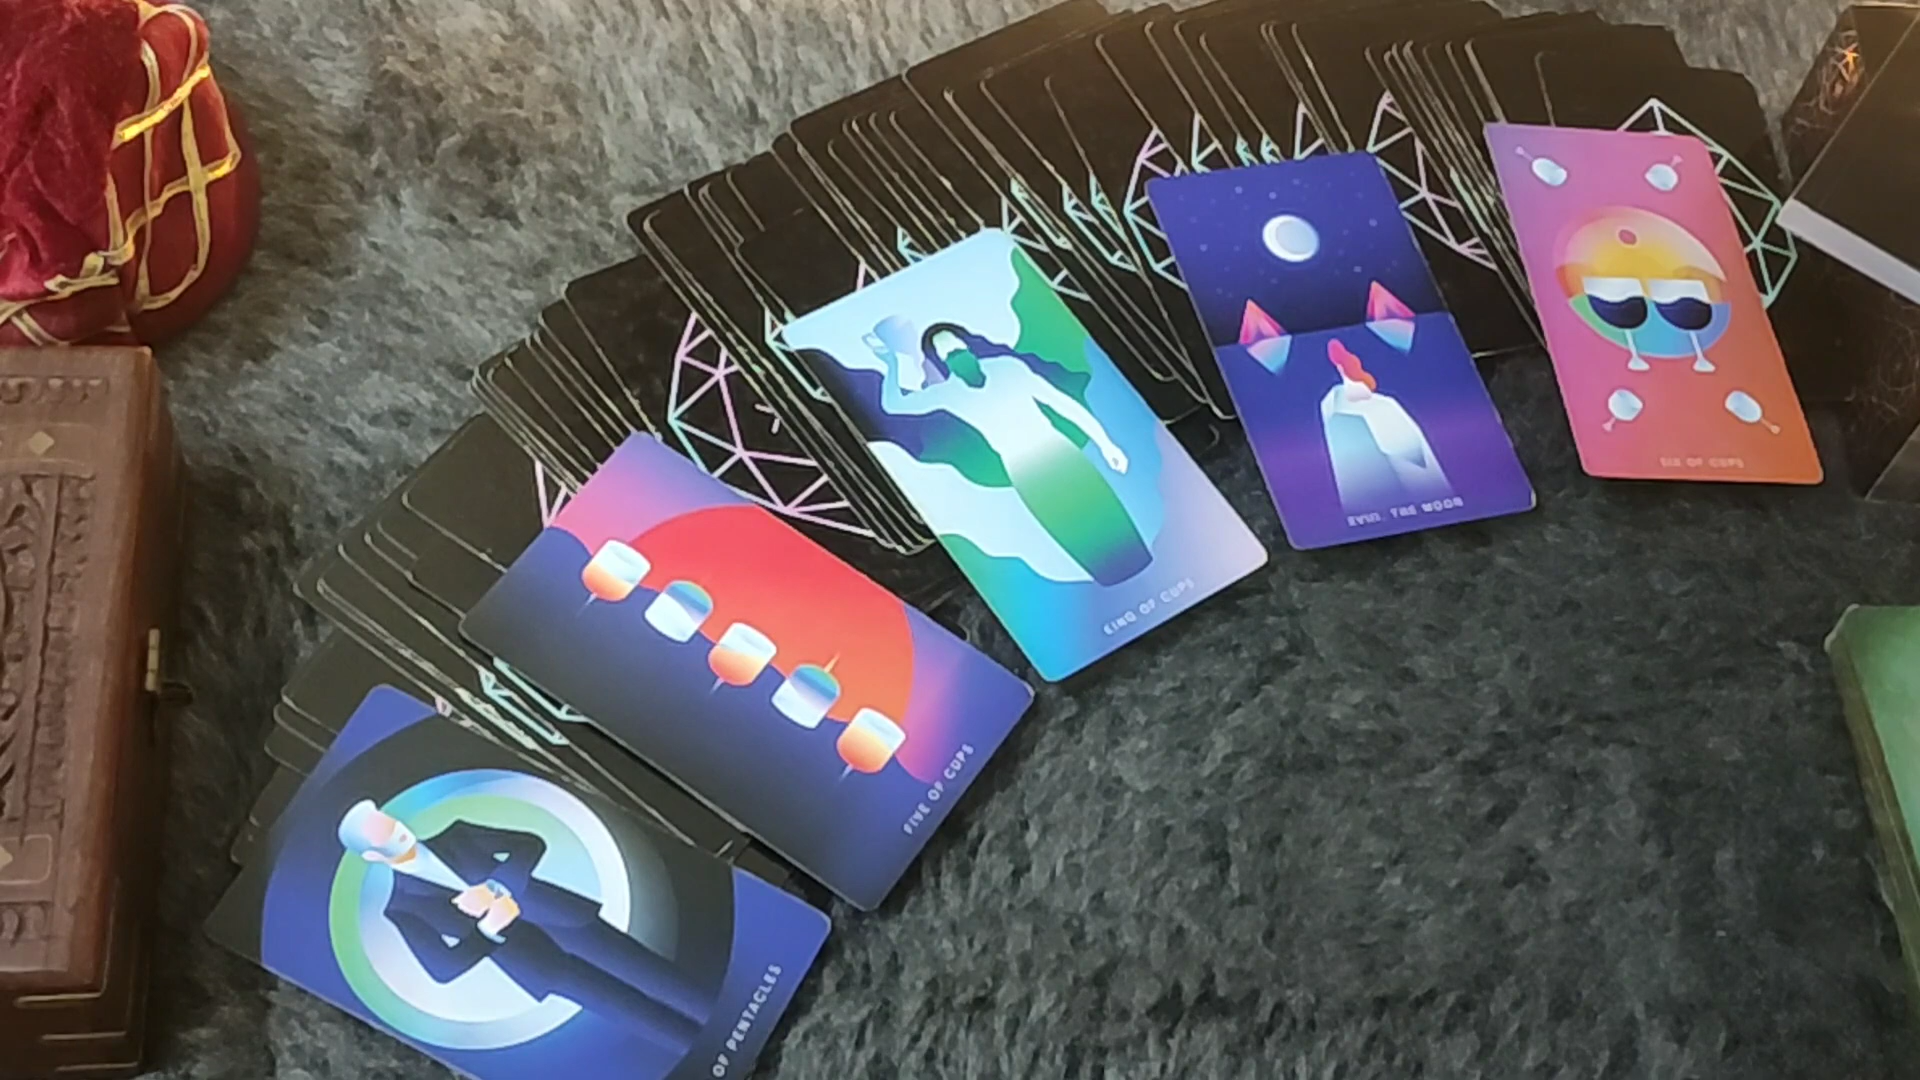 OF PENTACLES
FIVE OF CUPS
KING OF CUPS
XVIII. THE MOON
SIX OF CUPS